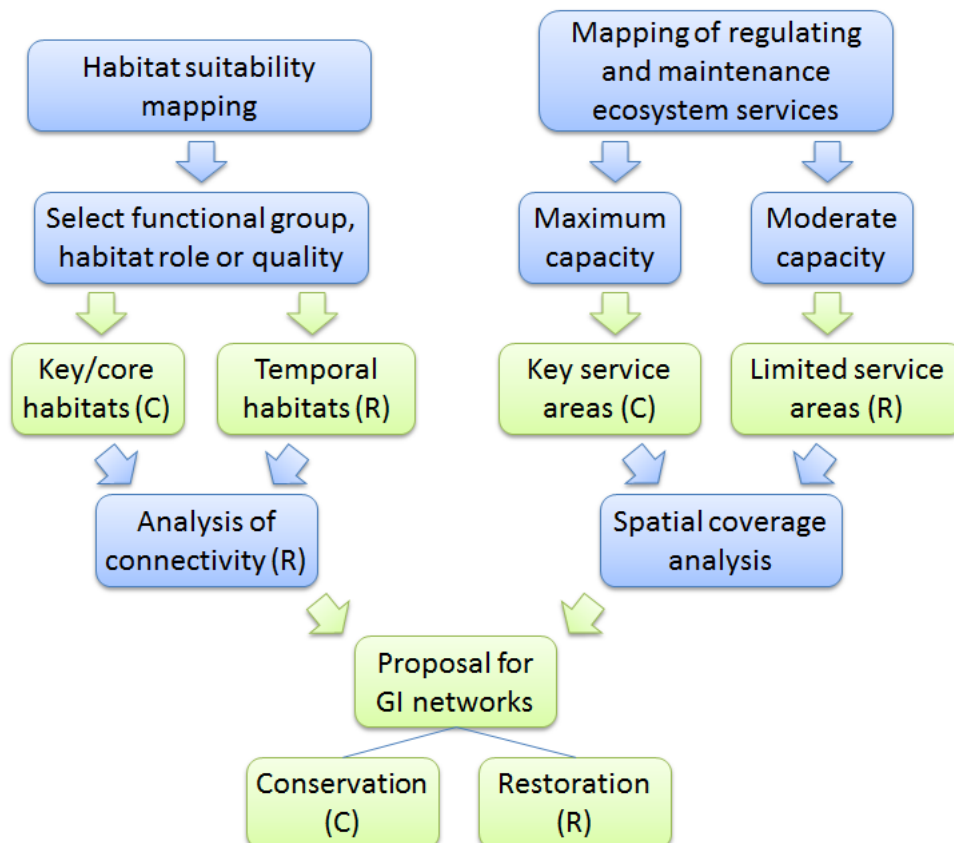 Habitat suitability
mapping
Mapping of regulating
and maintenance
ecosystem services
Select functional group,
habitat role or quality
Maximum
capacity
Moderate
capacity
Key/core
habitats (C)
Temporal
habitats (R)
Key service
areas (C)
Limited service
areas (R)
Analysis of
connectivity (R)
Spatial coverage
analysis
Proposal for
GI networks
Conservation
(C)
Restoration
(R)